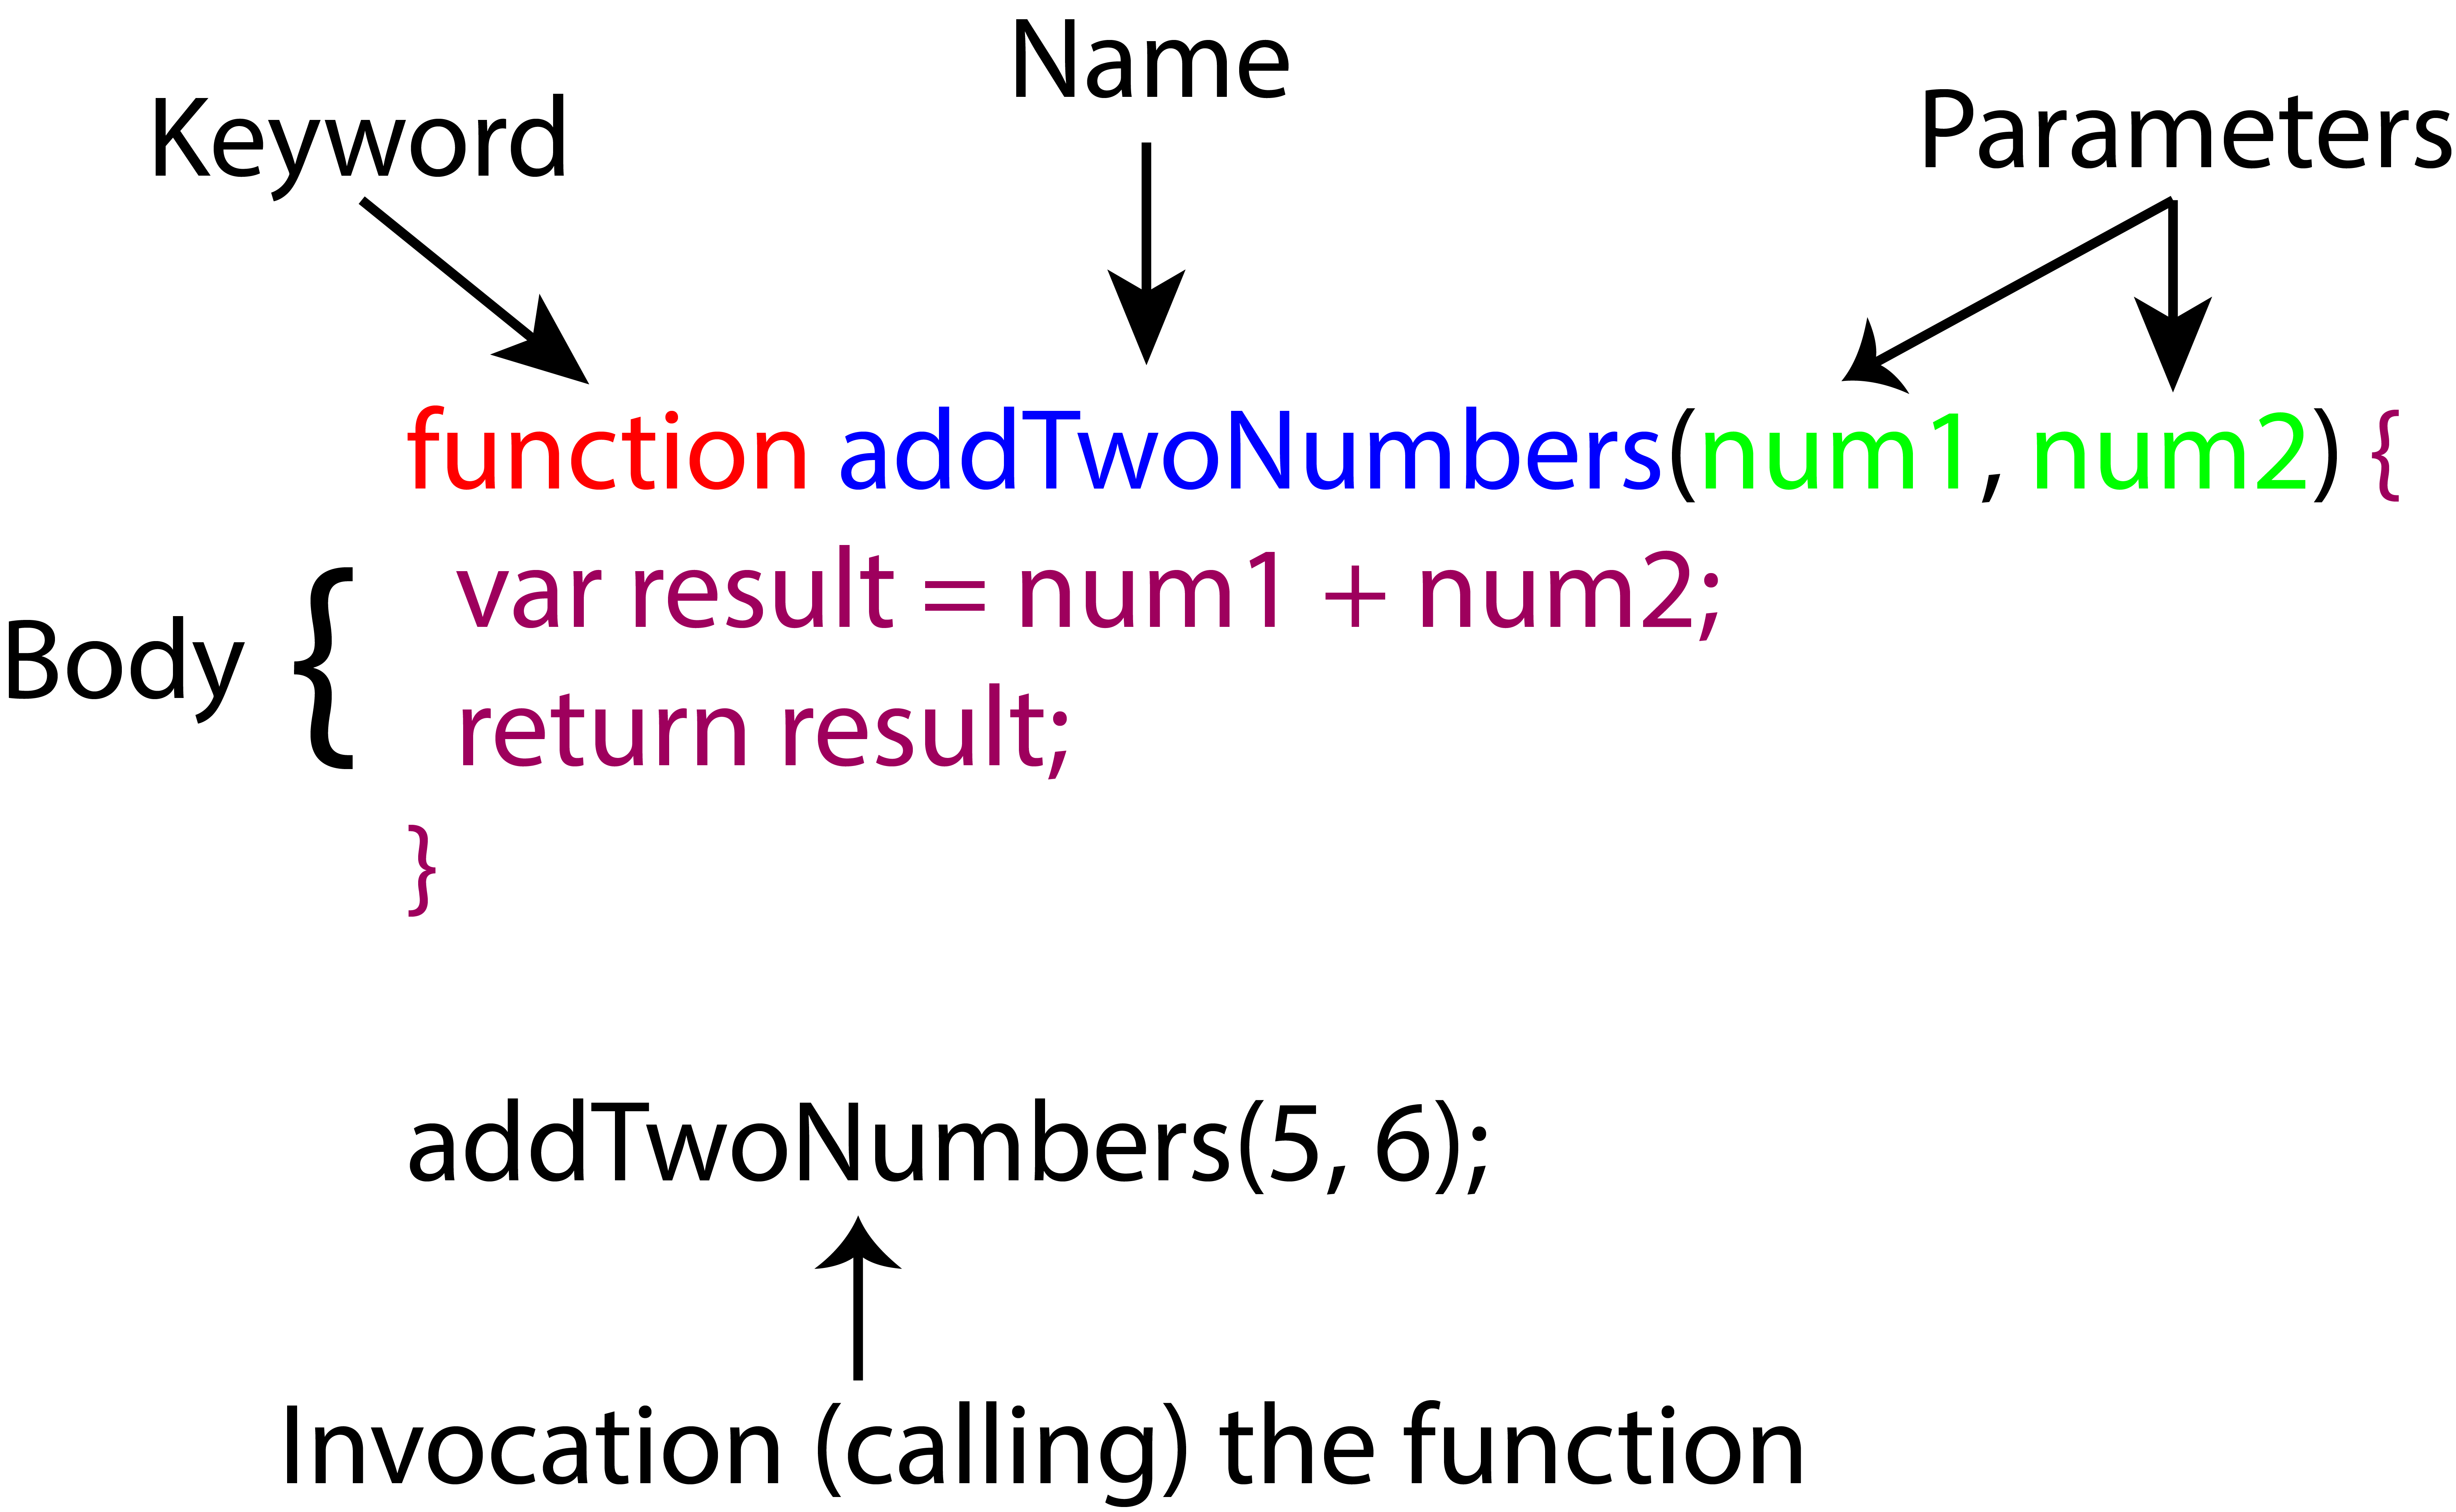 Name
Keyword
Parameters
function addTwoNumbers(num1, num2){
var result = num1 + num2;
Body {
return result;
}
addTwoNumbers(5, 6);
Invocation (calling) the function